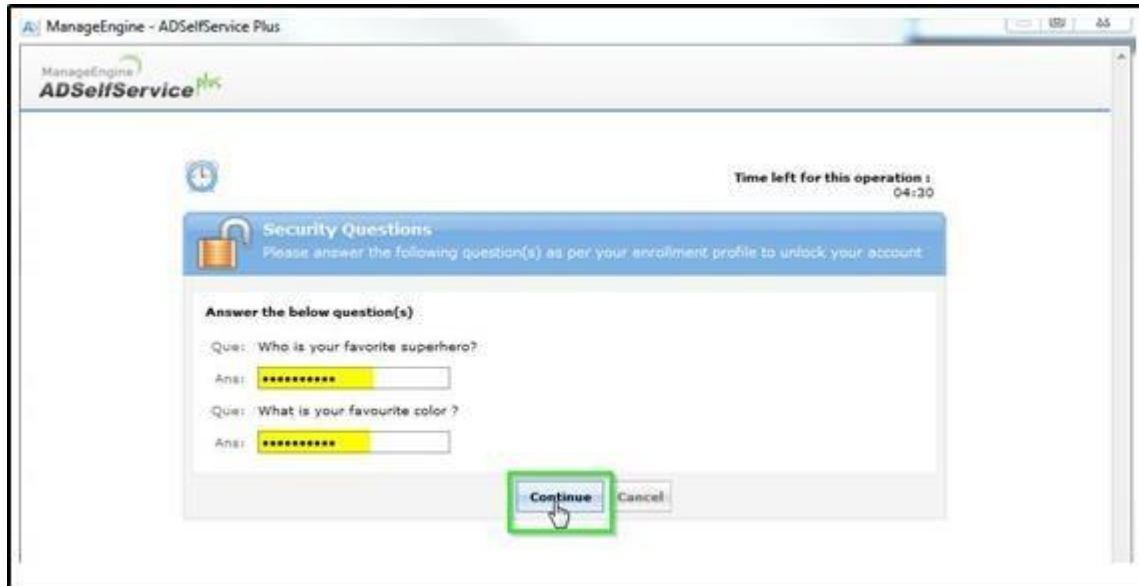 ManageEngine - ADSelfService Plus
ManageEngine
ADSelfService plus
Time left for this operation :
04:30
Security Questions
Please answer the following question(s) as per your enrollment profile to unlock your account
Answer the below question(s)
Que: Who is your favorite superhero?
Ans: ••••••••••
Que: What is your favourite color ?
Ans: ••••••••••
Continue Cancel